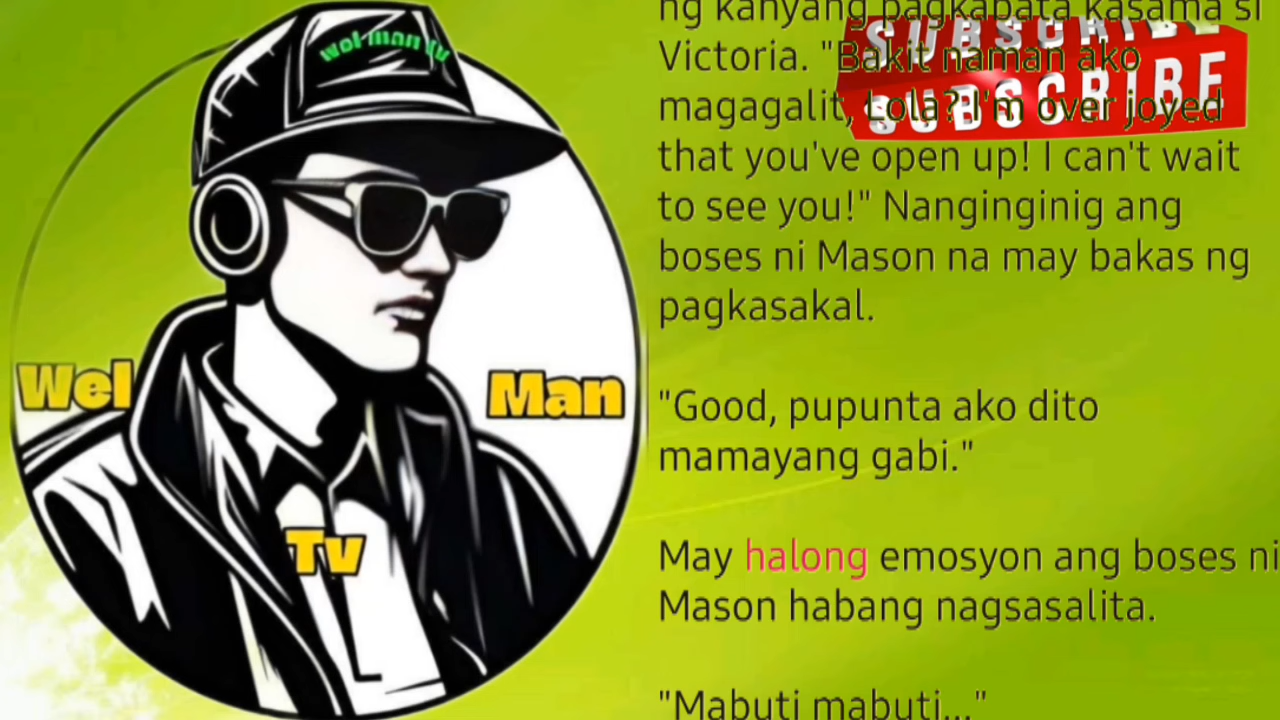 wel man tv
Wel
Man
Tv
SUBSCRIBE
SUBSCRIBE
ng kanyang pagkabata kasama si
Victoria. "Bakit naman ako
magagalit, Lola? I'm over joyed
that you've open up! I can't wait
to see you!" Nanginginig ang
boses ni Mason na may bakas ng
pagkasakal.
"Good, pupunta ako dito
mamayang gabi."
May halong emosyon ang boses ni
Mason habang nagsasalita.
"Mabuti mabuti..."